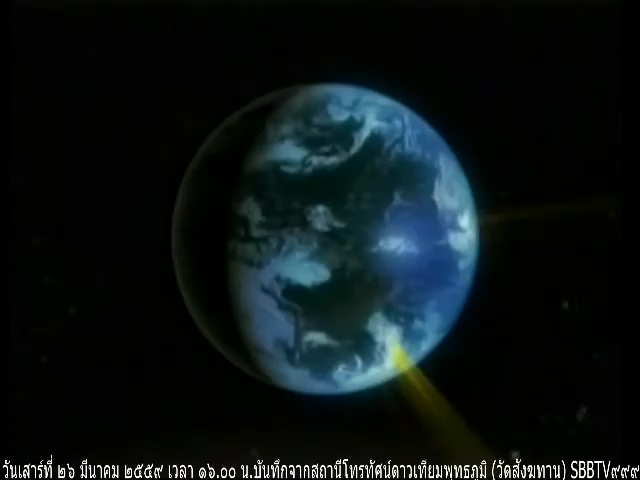 วันเสาร์ที่ ๒๖ มีนาคม ๒๕๕๙ เวลา ๑๖.๐๐ น.บันทึกจากสถานีโทรทัศน์ดาวเทียมพุทธภูมิ (วัดสังฆทาน) SBBTV๙๙๙